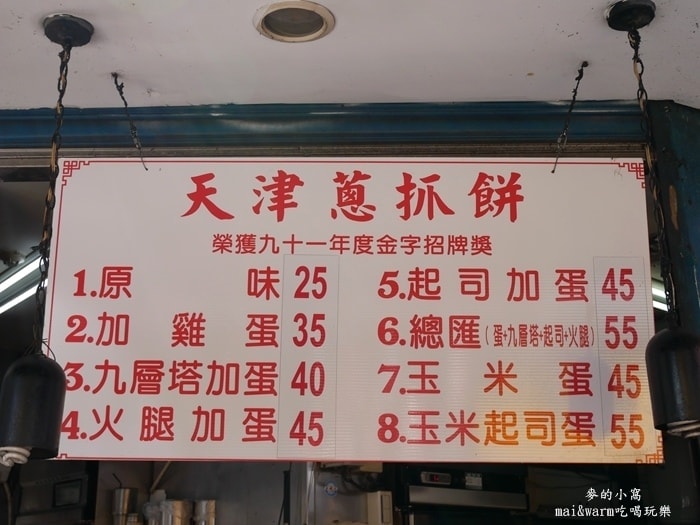 天津蔥抓餅
榮獲九十一年度金字招牌獎
1.原味 25
2.加雞蛋 35
3.九層塔加蛋 40
4.火腿加蛋 45
5.起司加蛋 45
6.總匯(蛋+九層塔+起司+火腿) 55
7.玉米蛋 45
8.玉米起司蛋 55
麥的小窩
mai&warm吃喝玩樂